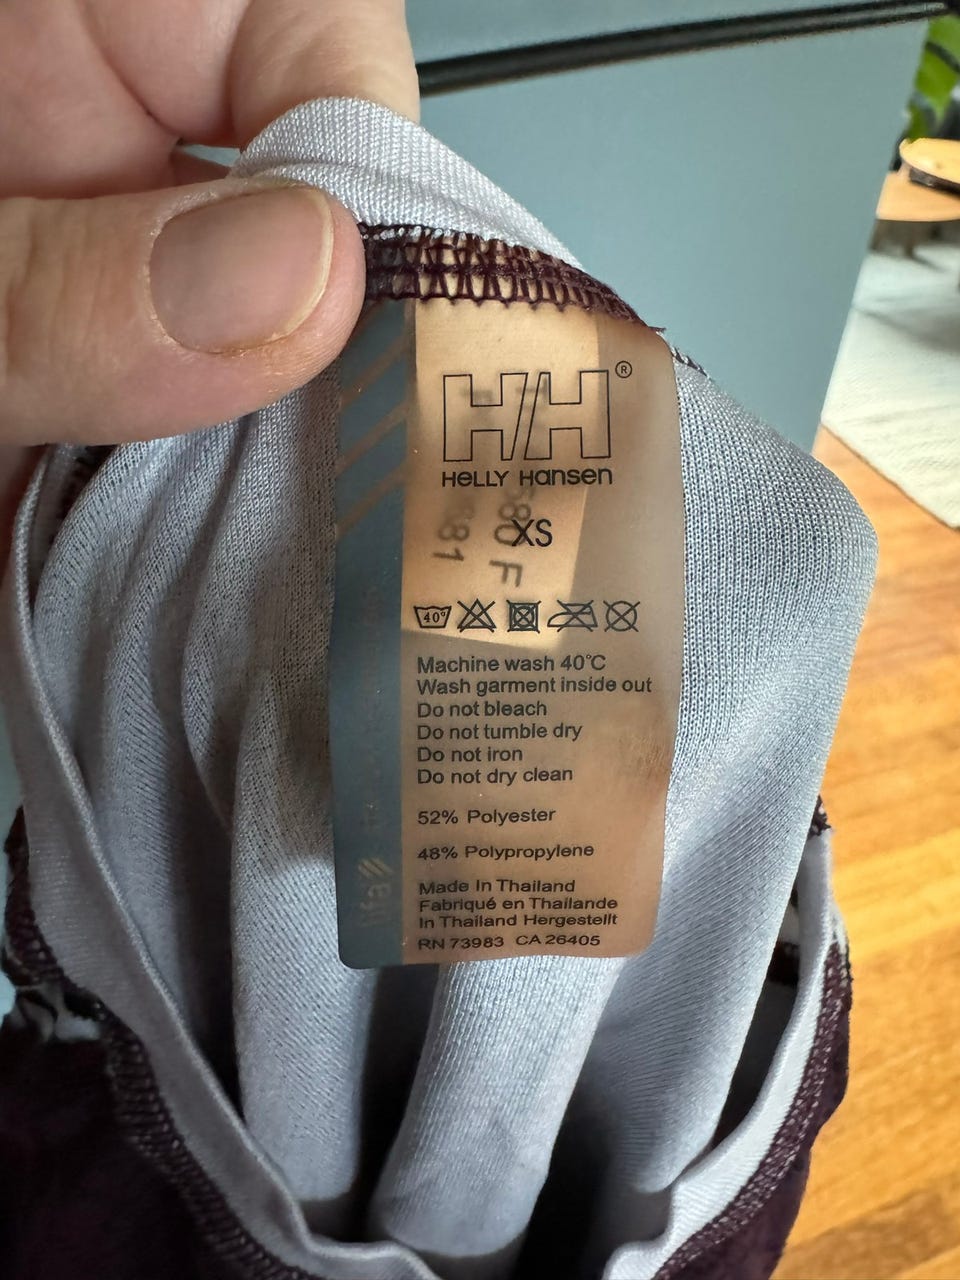 HH®
HELLY HANSEN
XS
40°
Machine wash 40°C
Wash garment inside out
Do not bleach
Do not tumble dry
Do not iron
Do not dry clean
52% Polyester
48% Polypropylene
Made In Thailand
Fabriqué en Thaïlande
In Thailand Hergestellt
RN 73983 CA 26405